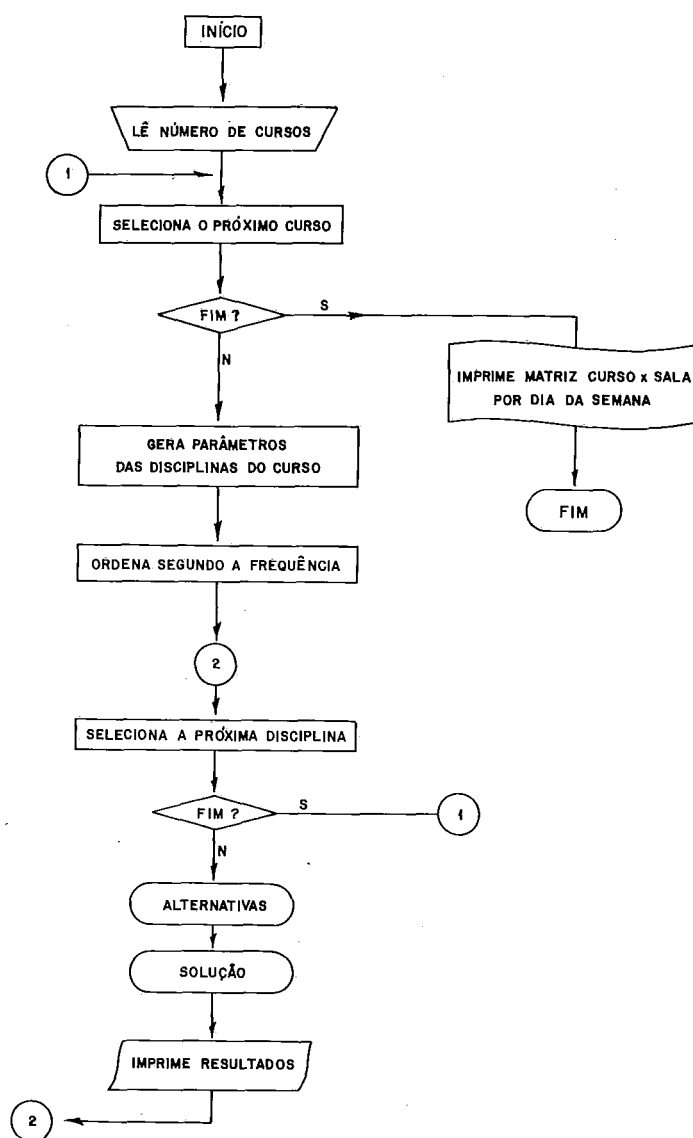 INÍCIO
LÊ NÚMERO DE CURSOS
1
SELECIONA O PRÓXIMO CURSO
FIM ?
S
N
IMPRIME MATRIZ CURSO x SALA
POR DIA DA SEMANA
FIM
GERA PARÂMETROS
DAS DISCIPLINAS DO CURSO
ORDENA SEGUNDO A FREQUÊNCIA
2
SELECIONA A PRÓXIMA DISCIPLINA
FIM ?
S
1
N
ALTERNATIVAS
SOLUÇÃO
IMPRIME RESULTADOS
2